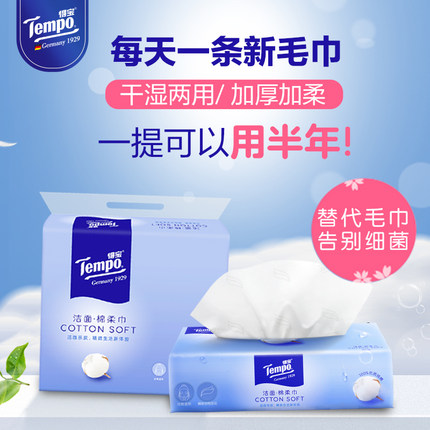 得宝
Tempo
Germany 1929
每天一条新毛巾
干湿两用/加厚加柔
一提可以用半年!
替代毛巾
告别细菌
得宝
Tempo
Germany 1929
洁面·棉柔巾
COTTON SOFT
得宝
Tempo
Germany 1929
洁面·棉柔巾
COTTON SOFT